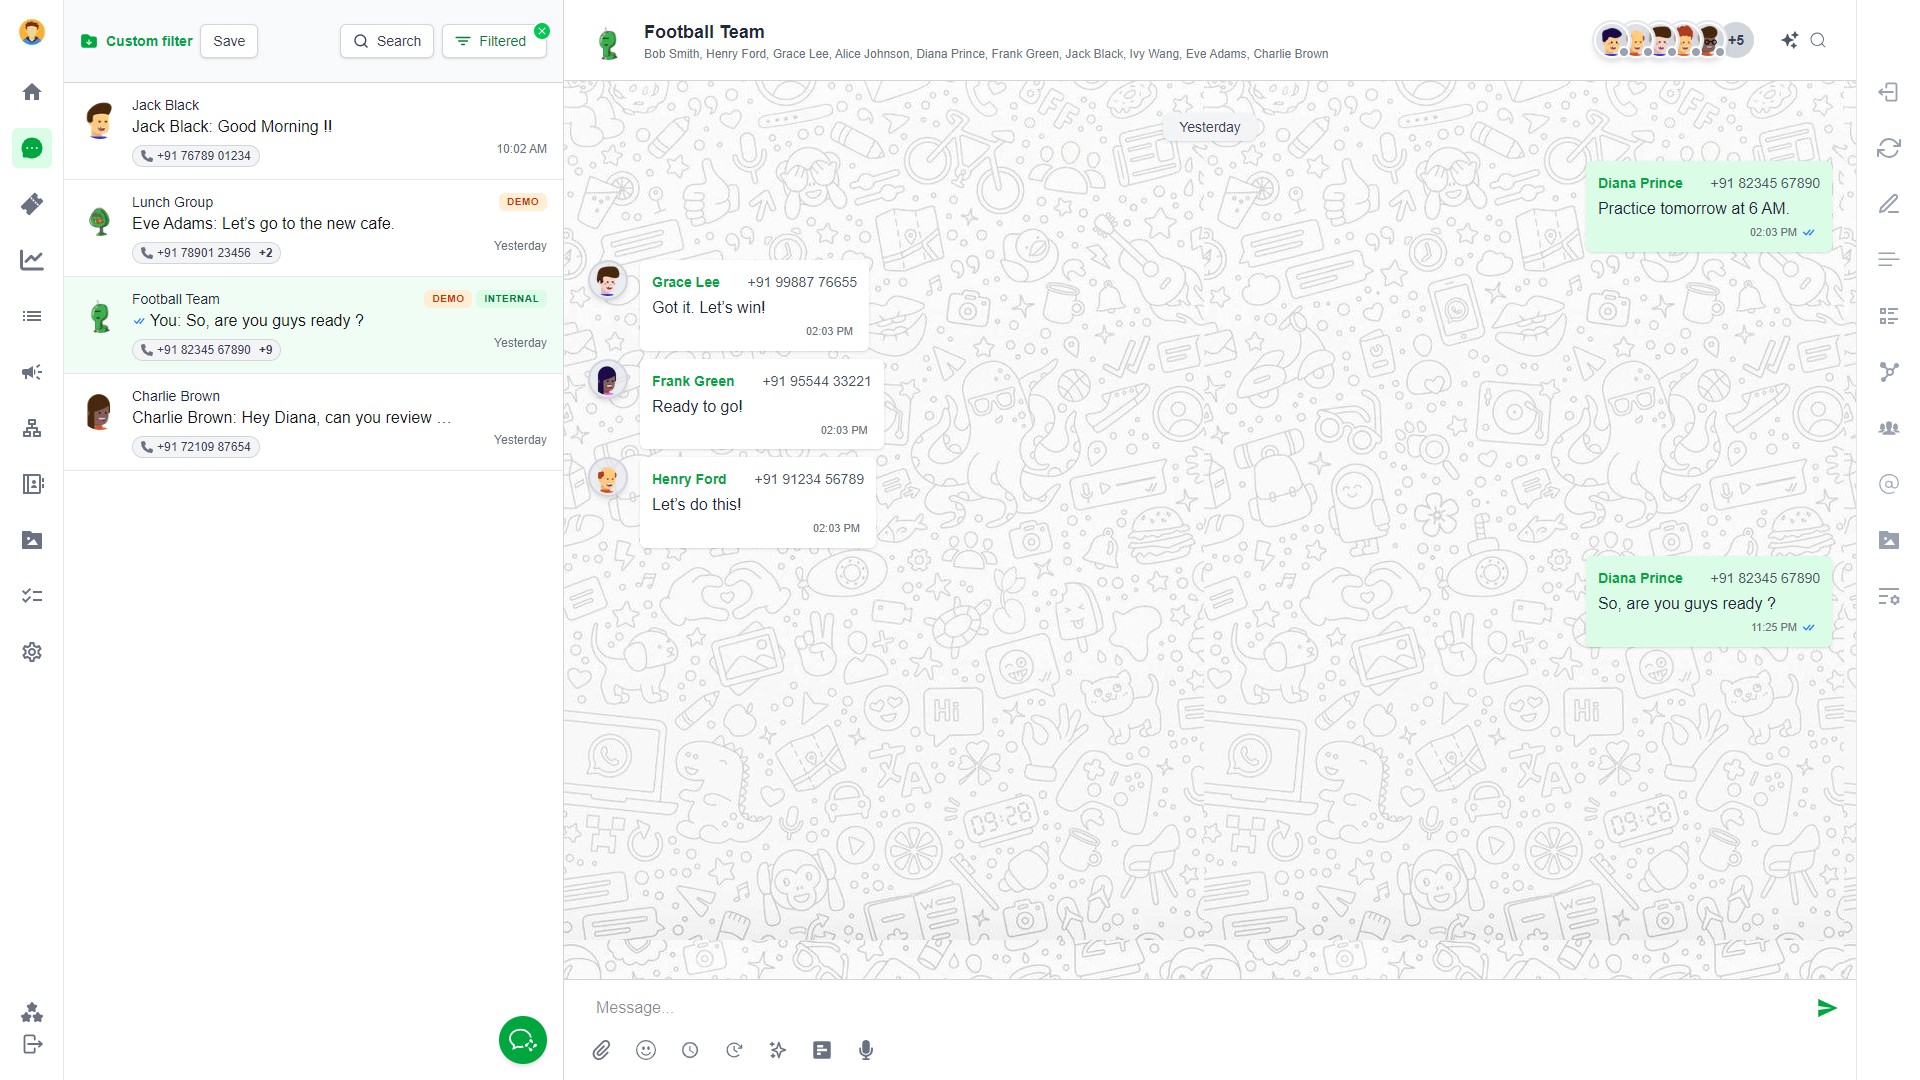 Custom filter
Save
Search
Filtered
Jack Black
Jack Black: Good Morning !!
+91 76789 01234
10:02 AM
Lunch Group
DEMO
Eve Adams: Let’s go to the new cafe.
+91 78901 23456 +2
Yesterday
Football Team
DEMO INTERNAL
You: So, are you guys ready ?
+91 82345 67890 +9
Yesterday
Charlie Brown
Charlie Brown: Hey Diana, can you review …
+91 72109 87654
Yesterday
Football Team
Bob Smith, Henry Ford, Grace Lee, Alice Johnson, Diana Prince, Frank Green, Jack Black, Ivy Wang, Eve Adams, Charlie Brown
+5
Yesterday
Diana Prince +91 82345 67890
Practice tomorrow at 6 AM.
02:03 PM
Grace Lee +91 99887 76655
Got it. Let’s win!
02:03 PM
Frank Green +91 95544 33221
Ready to go!
02:03 PM
Henry Ford +91 91234 56789
Let’s do this!
02:03 PM
Diana Prince +91 82345 67890
So, are you guys ready ?
11:25 PM
Hi
Hi
09:28
09:28
Message...